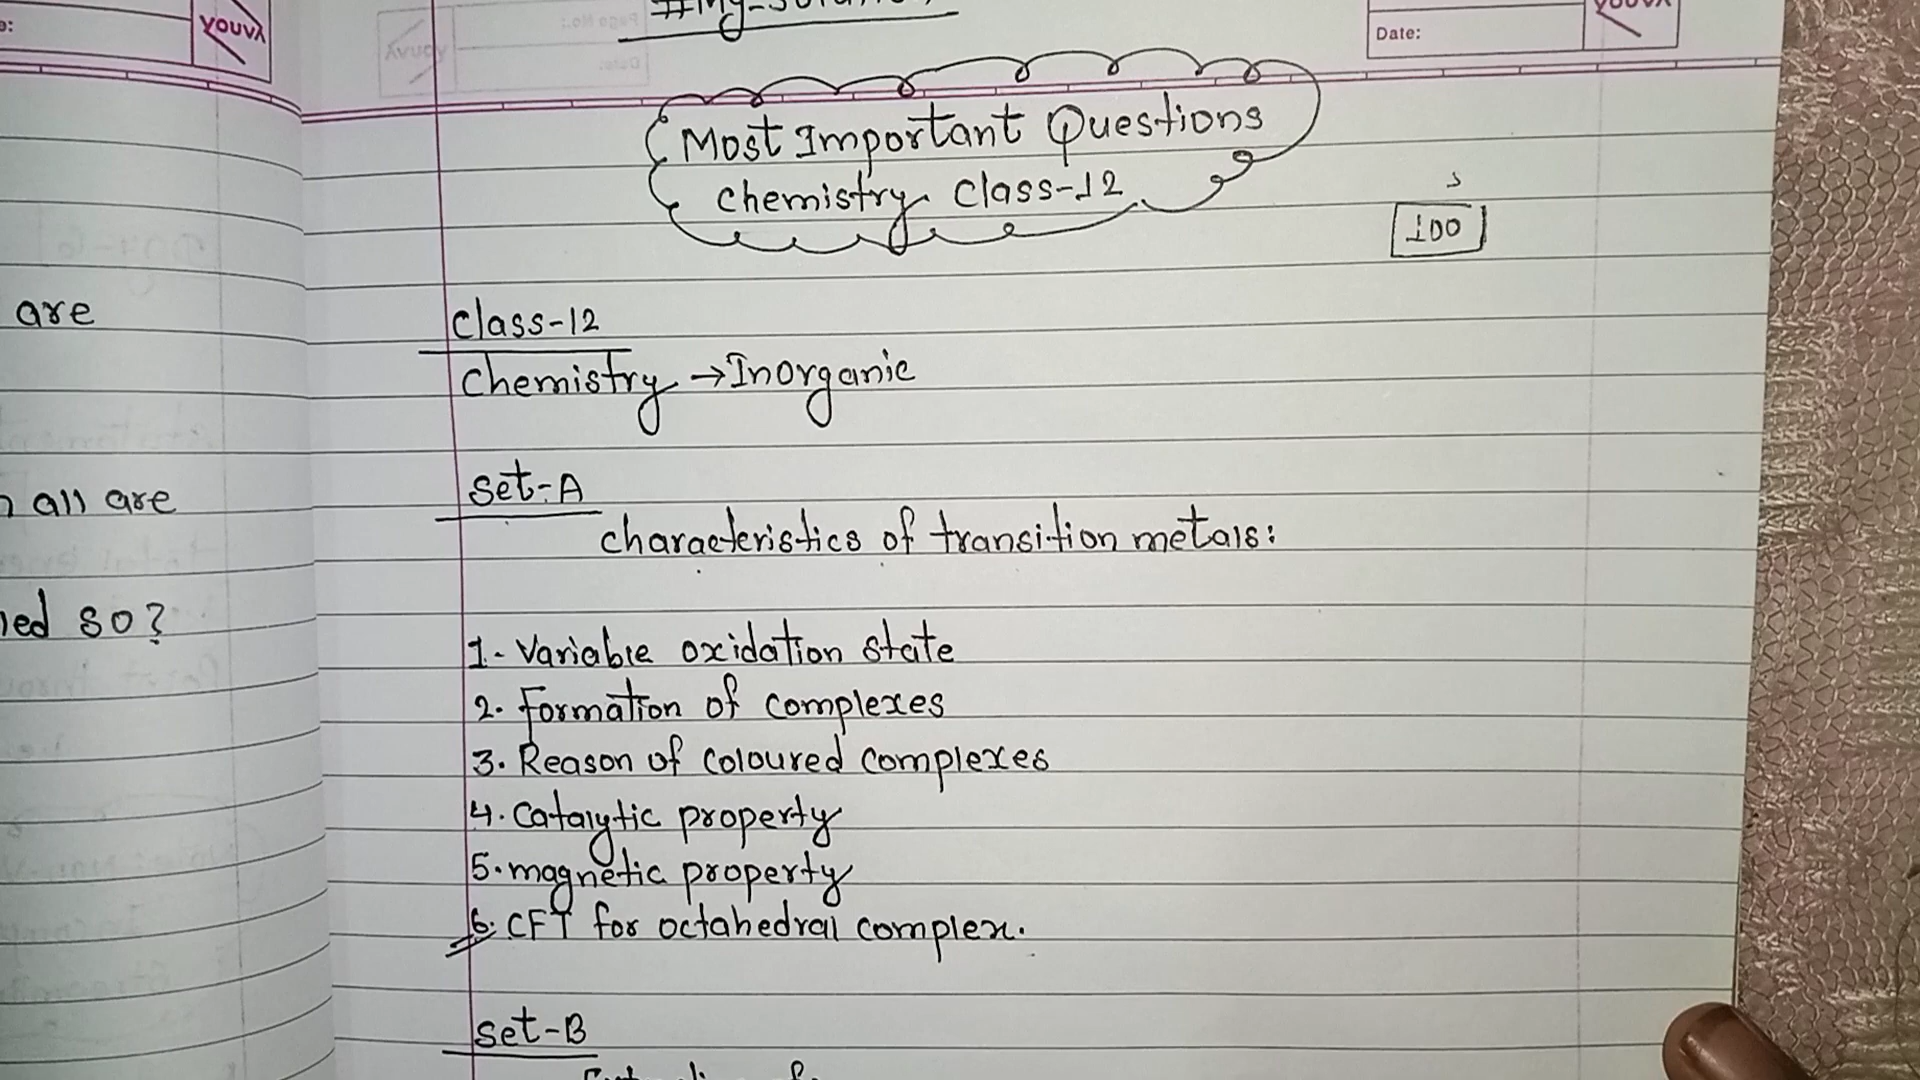 YOUVA
are
n all are
ned so?
Date:
Most Important Questions
chemistry class-12
100
class-12
chemistry → Inorganic
Set-A
characteristics of transition metals:
1. Variable oxidation state
2. Formation of complexes
3. Reason of coloured complexes
4. Catalytic property
5. magnetic property
6. CFT for octahedral complex.
Set-B